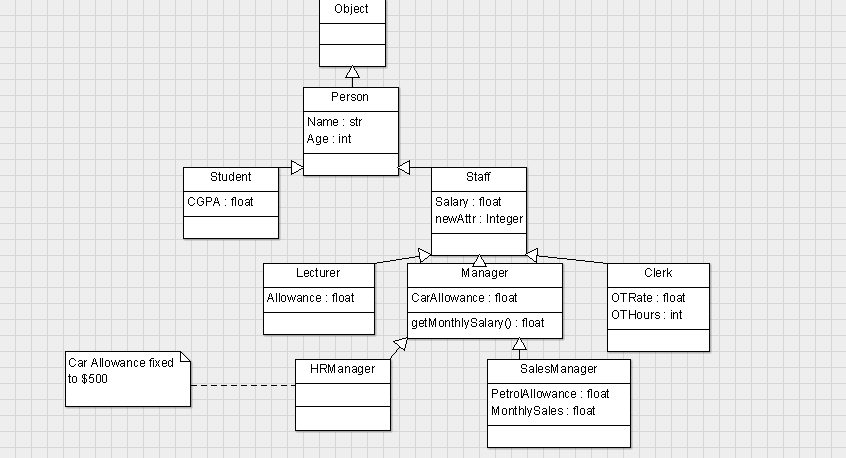 Object
Person
Name : str
Age : int
Student
CGPA : float
Staff
Salary : float
newAttr : Integer
Lecturer
Allowance : float
Manager
CarAllowance : float
getMonthlySalary() : float
Clerk
OTRate : float
OTHours : int
Car Allowance fixed
to $500
HRManager
SalesManager
PetrolAllowance : float
MonthlySales : float